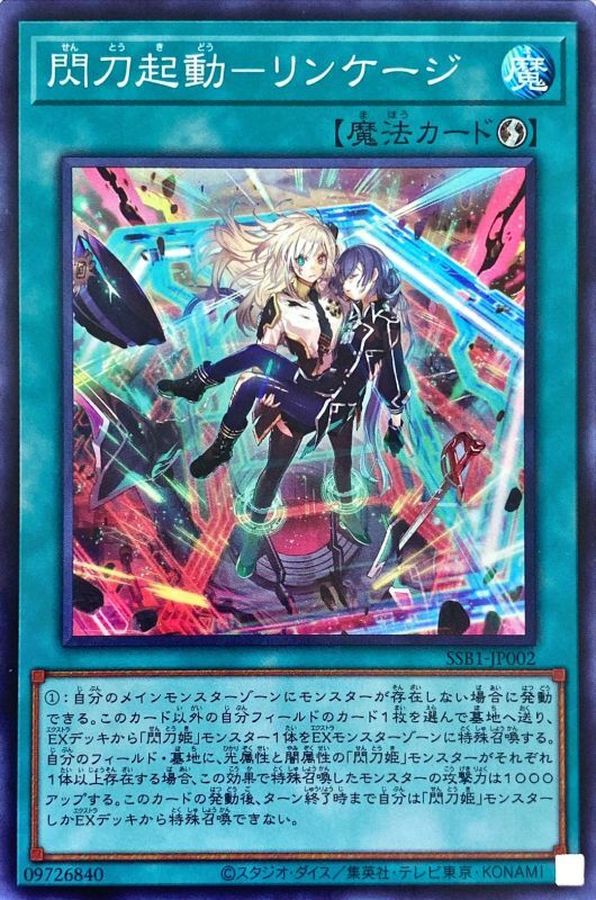 閃刀起動－リンケージ
魔
【魔法カード】
SSB1-JP002
①：自分のメインモンスターゾーンにモンスターが存在しない場合に発動
できる。このカード以外の自分フィールドのカード1枚を選んで墓地へ送り、
EXデッキから「閃刀姫」モンスター1体をEXモンスターゾーンに特殊召喚する。
自分のフィールド・墓地に、光属性と闇属性の「閃刀姫」モンスターがそれぞれ
1体以上存在する場合、この効果で特殊召喚したモンスターの攻撃力は1000
アップする。このカードの発動後、ターン終了時まで自分は「閃刀姫」モンスター
しかEXデッキから特殊召喚できない。
09726840
©スタジオ・ダイス／集英社・テレビ東京・KONAMI